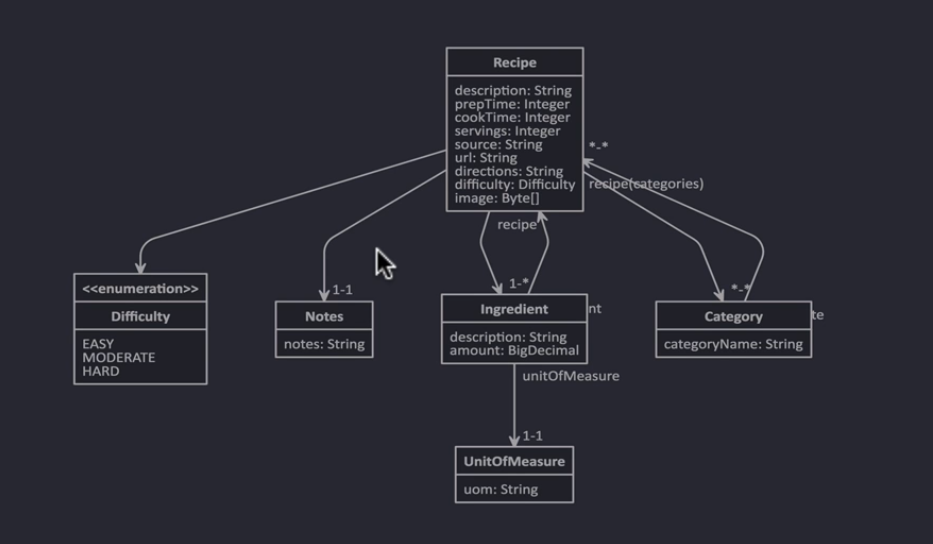 Recipe
description: String
prepTime: Integer
cookTime: Integer
servings: Integer
source: String
url: String
directions: String
difficulty: Difficulty
image: Byte[]
*-*
recipe(categories)
recipe
<<enumeration>>
Difficulty
EASY
MODERATE
HARD
1-1
Notes
notes: String
1-*
Ingredient
nt
description: String
amount: BigDecimal
*-*
Category
te
categoryName: String
unitOfMeasure
1-1
UnitOfMeasure
uom: String